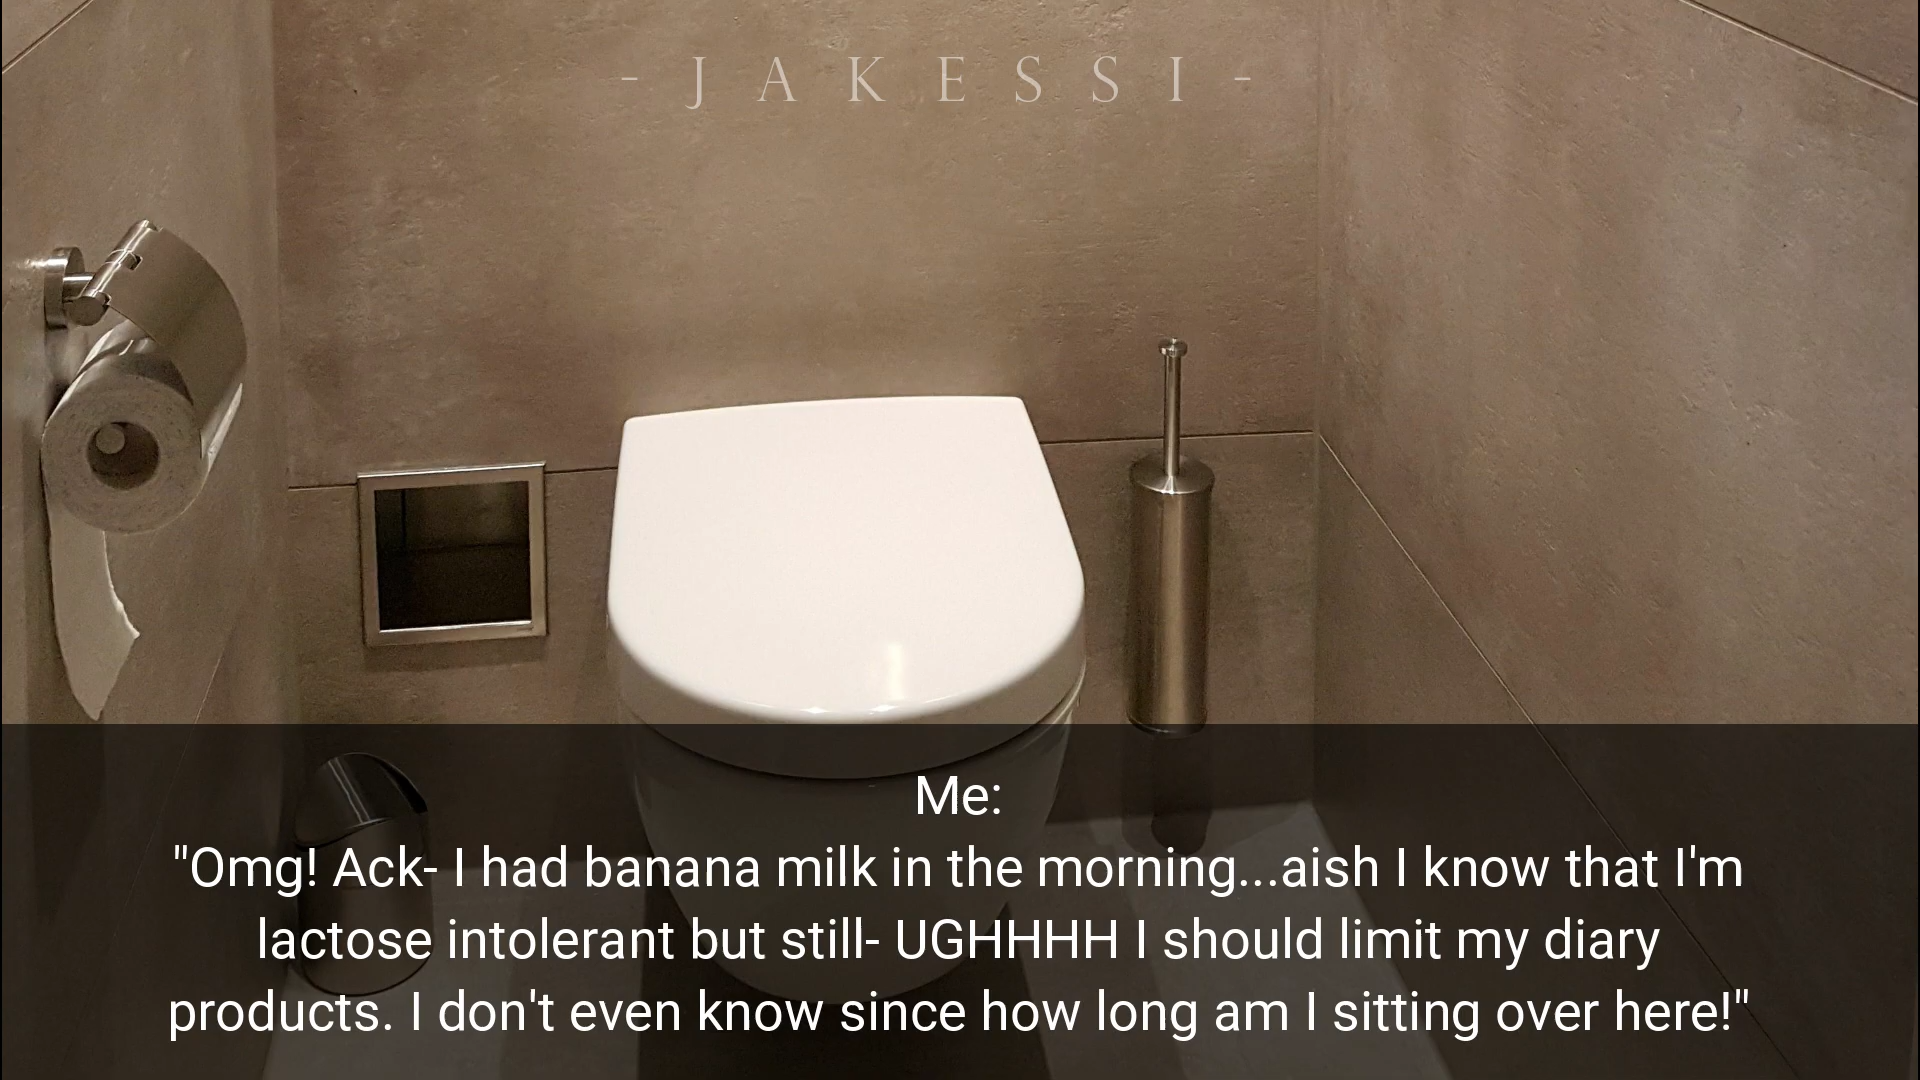 - JAKESSI -
Me:
"Omg! Ack- I had banana milk in the morning...aish I know that I'm
lactose intolerant but still- UGHHHH I should limit my diary
products. I don't even know since how long am I sitting over here!"